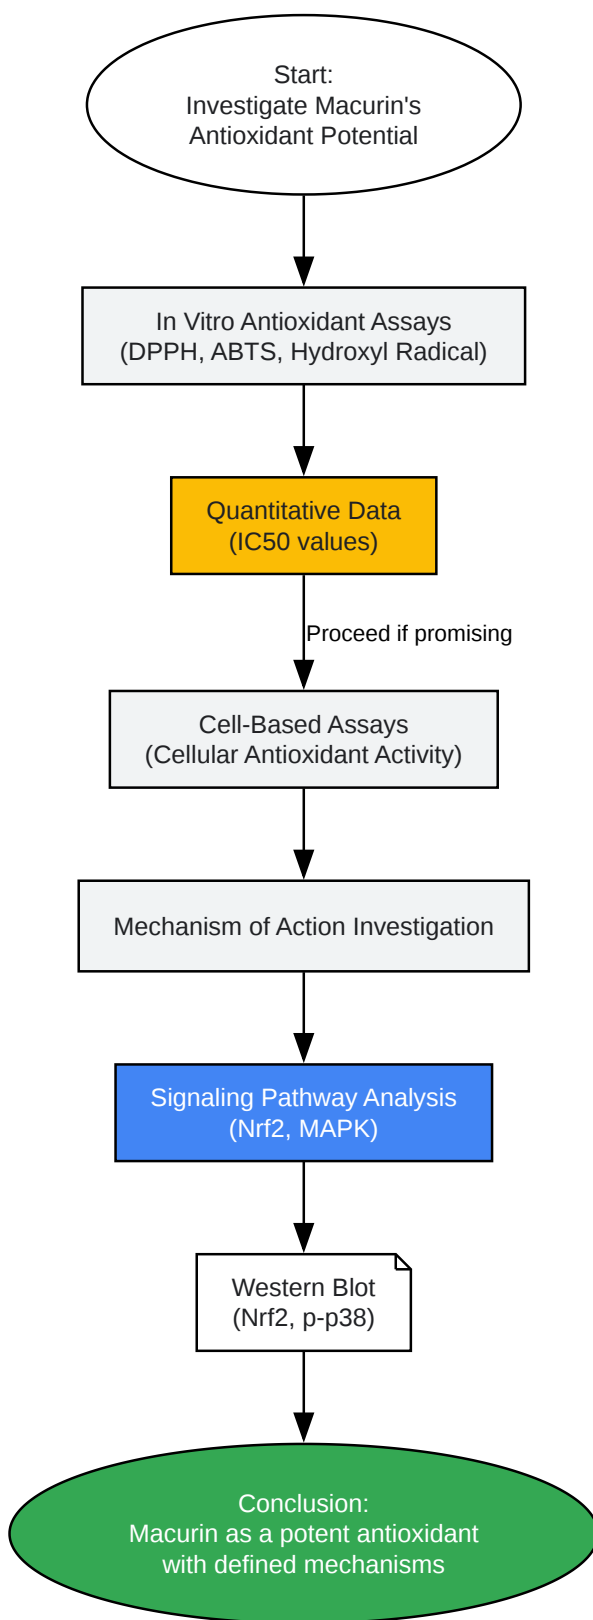 Start:
Investigate Macurin's
Antioxidant Potential
In Vitro Antioxidant Assays
(DPPH, ABTS, Hydroxyl Radical)
Quantitative Data
(IC50 values)
Proceed if promising
Cell-Based Assays
(Cellular Antioxidant Activity)
Mechanism of Action Investigation
Signaling Pathway Analysis
(Nrf2, MAPK)
Western Blot
(Nrf2, p-p38)
Conclusion:
Macurin as a potent antioxidant
with defined mechanisms